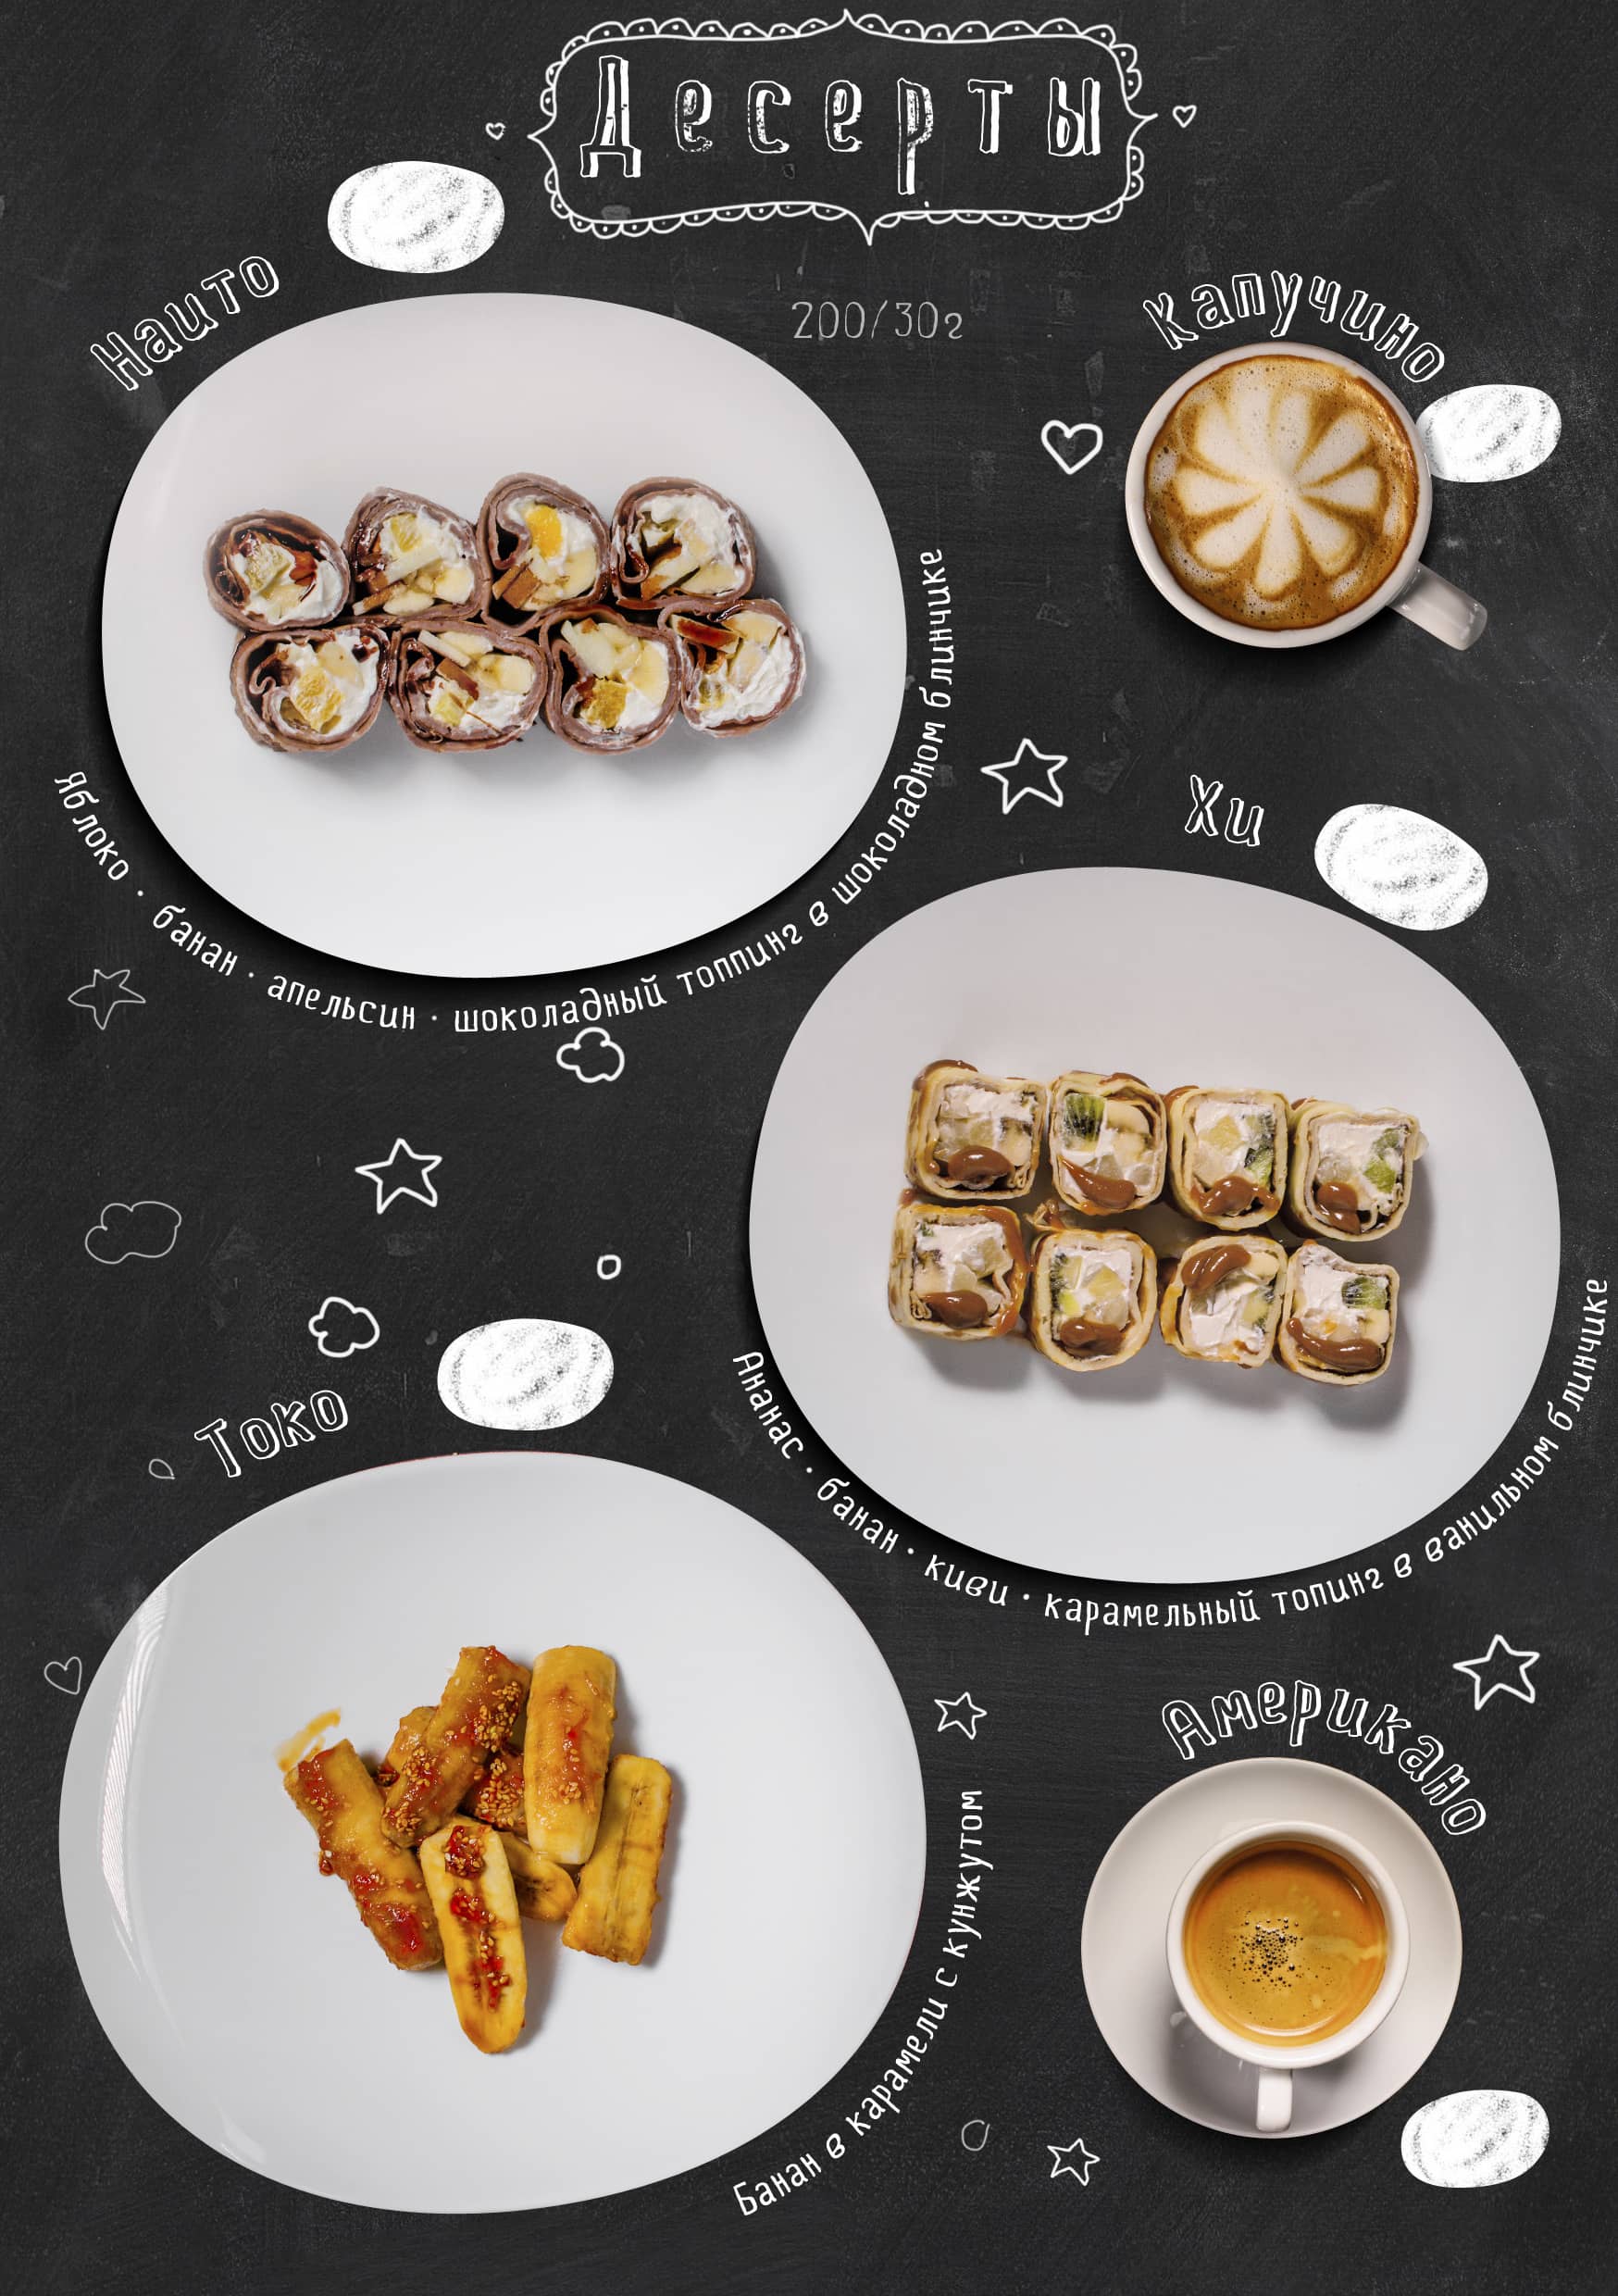 Десерты
Наито
200/30г
Капучино
Яблоко · банан · апельсин · шоколадный топпинг в шоколадном блинчике
Хи
Ананас · банан · киви · карамельный топинг в ванильном блинчике
Токо
Банан в карамели с кунжутом
Американо